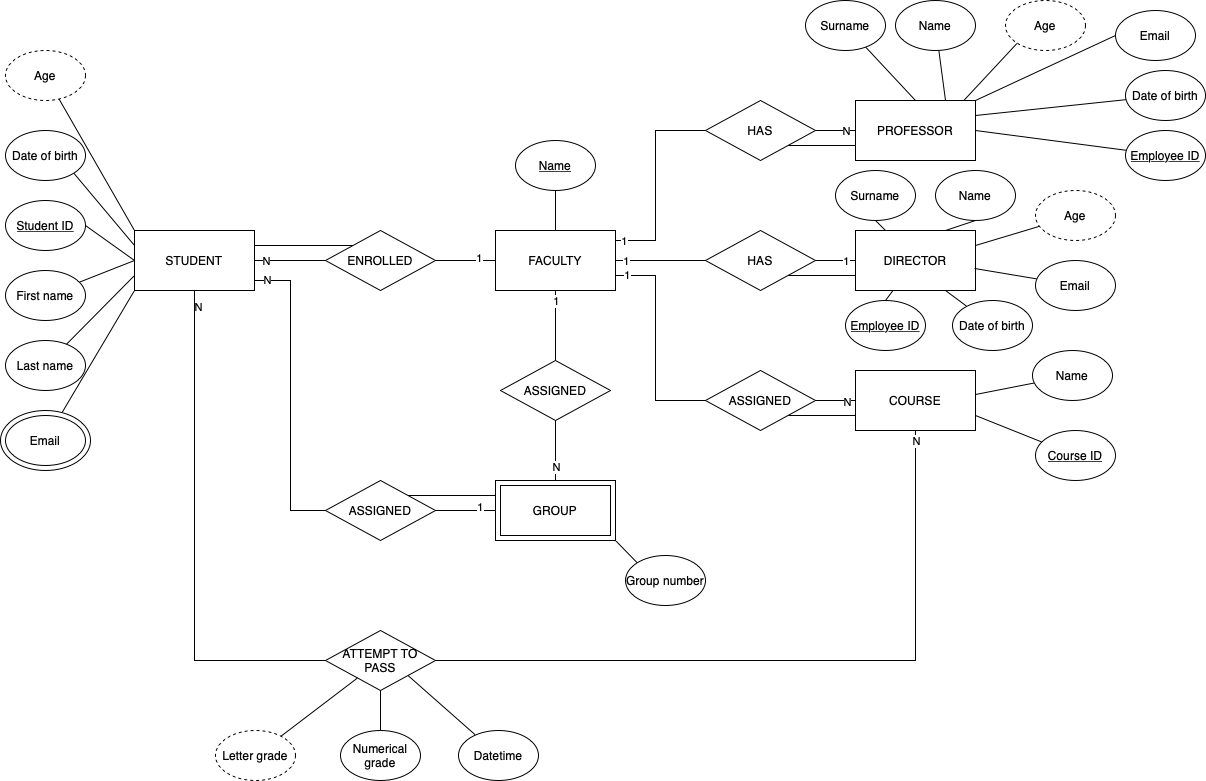 Surname
Name
Age
Email
Age
Date of birth
HAS
N
PROFESSOR
Date of birth
Name
Employee ID
Student ID
Surname
Name
Age
1
STUDENT
N
ENROLLED
1
FACULTY
1
HAS
1
DIRECTOR
N
1
First name
Email
N
1
Employee ID
Date of birth
Last name
Name
ASSIGNED
ASSIGNED
N
COURSE
Email
N
Course ID
N
ASSIGNED
1
GROUP
Group number
ATTEMPT TO
PASS
Letter grade
Numerical
grade
Datetime